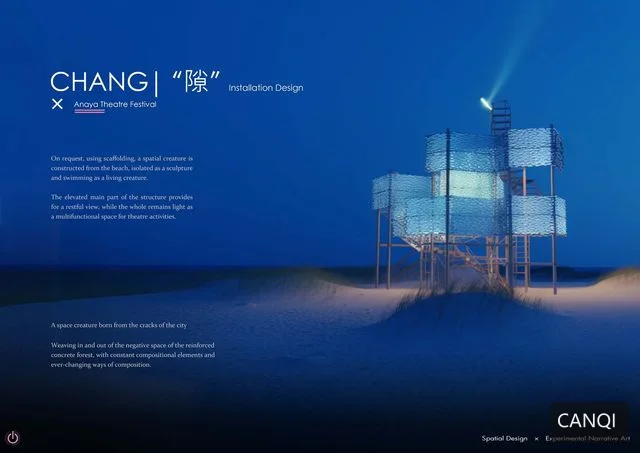 CHANG| “隙” Installation Design
× Anaya Theatre Festival
On request, using scaffolding, a spatial creature is
constructed from the beach, isolated as a sculpture
and swimming as a living creature.
The elevated main part of the structure provides
for a restful view, while the whole remains light as
a multifunctional space for theatre activities.
A space creature born from the cracks of the city
Weaving in and out of the negative space of the reinforced
concrete forest, with constant compositional elements and
ever-changing ways of composition.
CANQI
Spatial Design × Experimental Narrative Art